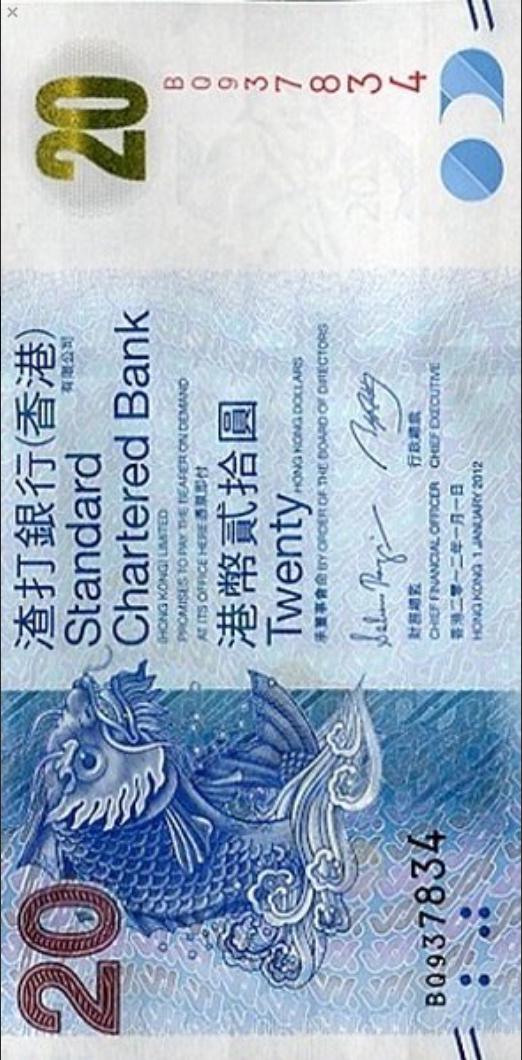 20
BQ937834
渣打銀行(香港)
有限公司
Standard
Chartered Bank
(HONG KONG) LIMITED
PROMISES TO PAY THE BEARER ON DEMAND
AT ITS OFFICE HERE 憑票即付
港幣貳拾圓
Twenty HONG KONG DOLLARS
承董事會命 BY ORDER OF THE BOARD OF DIRECTORS
財務總監 行政總裁
CHIEF FINANCIAL OFFICER CHIEF EXECUTIVE
香港二零一二年一月一日
HONG KONG 1 JANUARY 2012
20
BQ937834